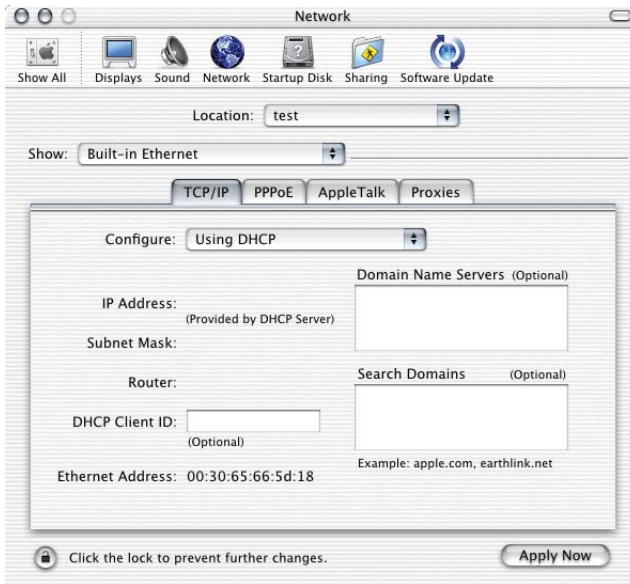 Network
Show All Displays Sound Network Startup Disk Sharing Software Update
Location: test
Show: Built-in Ethernet
TCP/IP PPPoE AppleTalk Proxies
Configure: Using DHCP
Domain Name Servers (Optional)
IP Address:
(Provided by DHCP Server)
Subnet Mask:
Search Domains (Optional)
Router:
DHCP Client ID:
(Optional)
Example: apple.com, earthlink.net
Ethernet Address: 00:30:65:66:5d:18
Click the lock to prevent further changes.
Apply Now